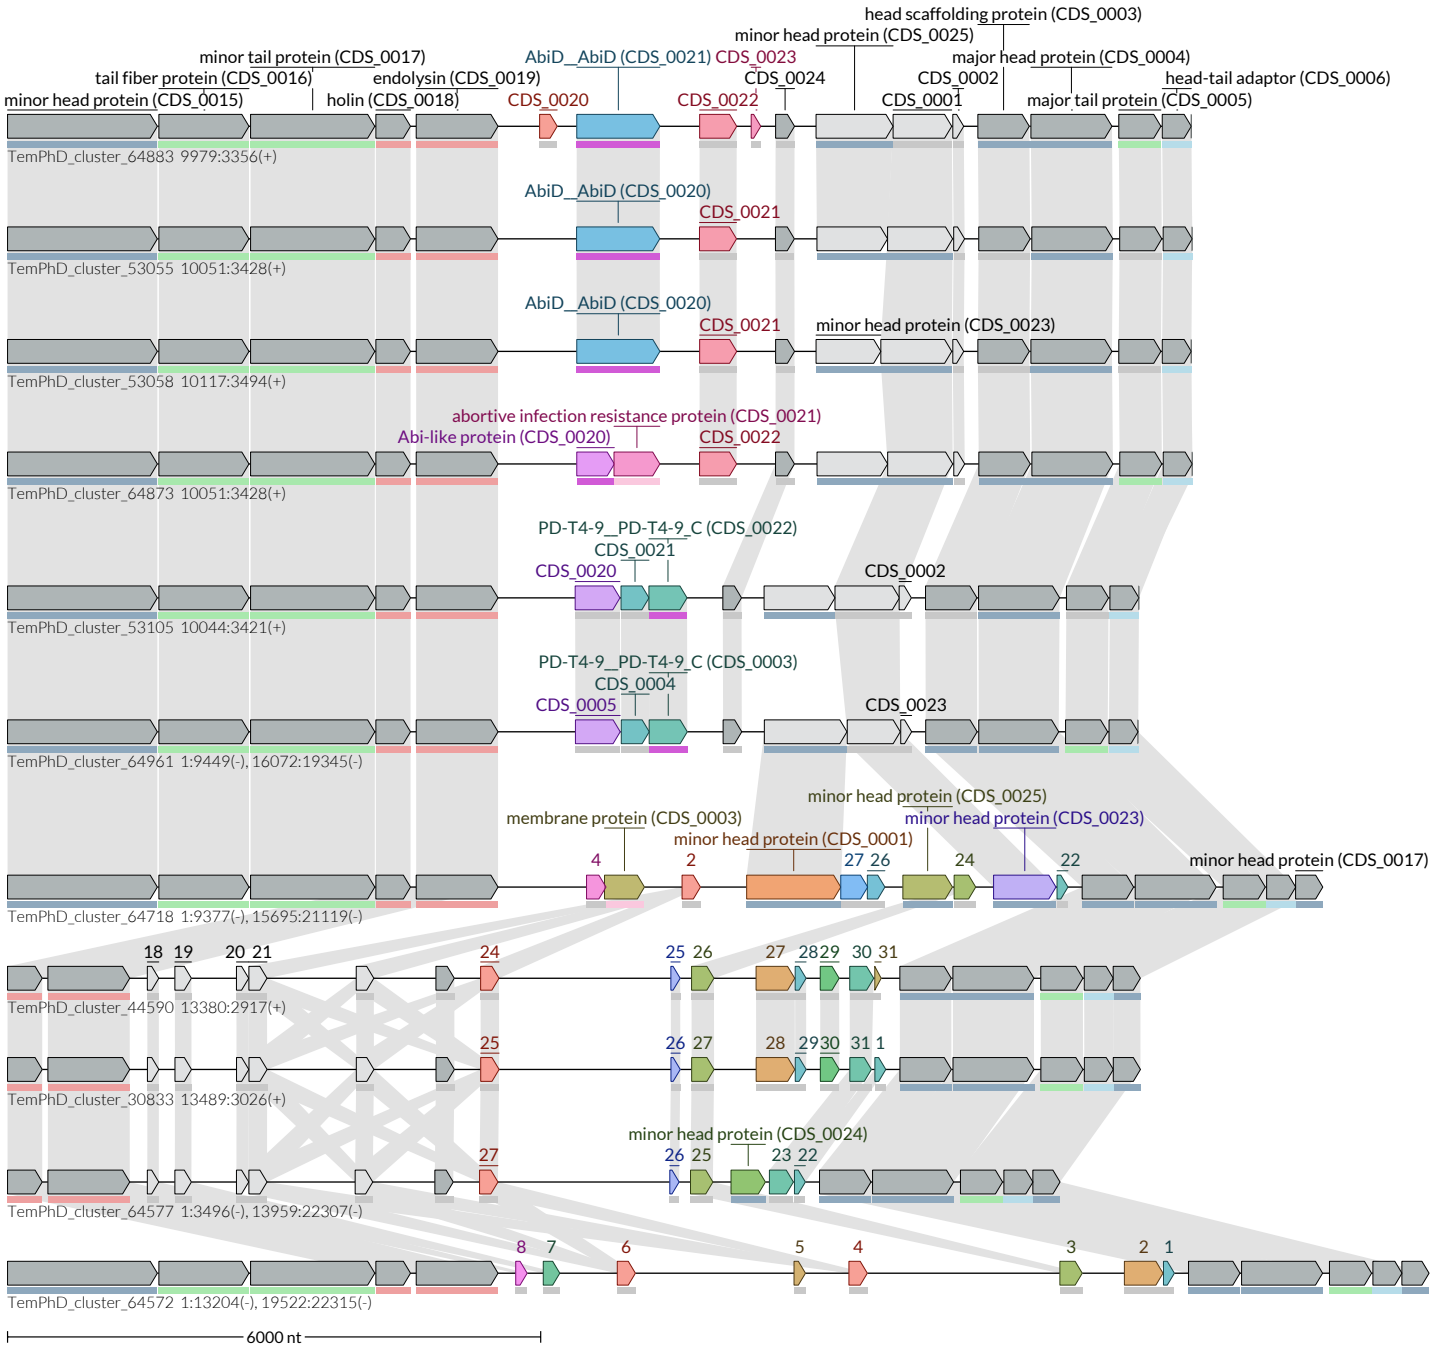 head scaffolding protein (CDS_0003)
minor head protein (CDS_0025)
minor tail protein (CDS_0017) AbiD__AbiD (CDS_0021) CDS_0023 major head protein (CDS_0004)
tail fiber protein (CDS_0016) endolysin (CDS_0019) CDS_0024 CDS_0002 head-tail adaptor (CDS_0006)
minor head protein (CDS_0015) holin (CDS_0018) CDS_0020 CDS_0022 CDS_0001 major tail protein (CDS_0005)
TemPhD_cluster_64883 9979:3356(+)
AbiD__AbiD (CDS_0020)
CDS_0021
TemPhD_cluster_53055 10051:3428(+)
AbiD__AbiD (CDS_0020)
CDS_0021 minor head protein (CDS_0023)
TemPhD_cluster_53058 10117:3494(+)
abortive infection resistance protein (CDS_0021)
Abi-like protein (CDS_0020) CDS_0022
TemPhD_cluster_64873 10051:3428(+)
PD-T4-9__PD-T4-9_C (CDS_0022)
CDS_0021
CDS_0020 CDS_0002
TemPhD_cluster_53105 10044:3421(+)
PD-T4-9__PD-T4-9_C (CDS_0003)
CDS_0004
CDS_0005 CDS_0023
TemPhD_cluster_64961 1:9449(-), 16072:19345(-)
minor head protein (CDS_0025)
membrane protein (CDS_0003) minor head protein (CDS_0023)
minor head protein (CDS_0001)
4 2 27 26 24 22 minor head protein (CDS_0017)
TemPhD_cluster_64718 1:9377(-), 15695:21119(-)
18 19 20 21 24 25 26 27 28 29 30 31
TemPhD_cluster_44590 13380:2917(+)
25 26 27 28 29 30 31 1
TemPhD_cluster_30833 13489:3026(+)
minor head protein (CDS_0024)
27 26 25 23 22
TemPhD_cluster_64577 1:3496(-), 13959:22307(-)
8 7 6 5 4 3 2 1
TemPhD_cluster_64572 1:13204(-), 19522:22315(-)
6000 nt